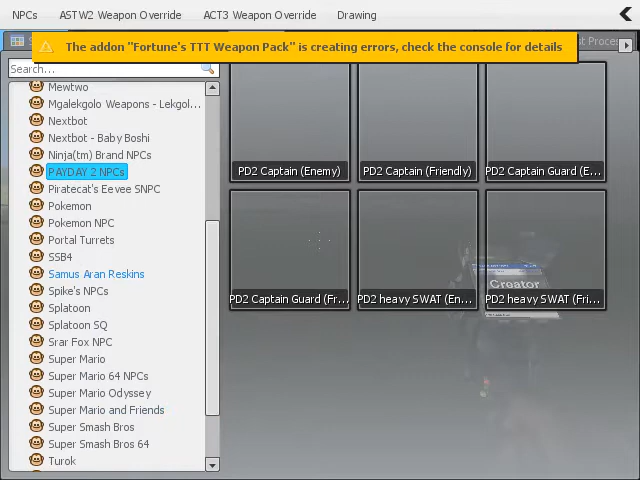 NPCs
ASTW2 Weapon Override
ACT3 Weapon Override
Drawing
The addon "Fortune's TTT Weapon Pack" is creating errors, check the console for details
Search...
Mewtwo
Mgalekgolo Weapons - Lekgol...
Nextbot
Nextbot - Baby Boshi
Ninja(tm) Brand NPCs
PAYDAY 2 NPCs
Piratecat's Eevee SNPC
Pokemon
Pokemon NPC
Portal Turrets
SSB4
Samus Aran Reskins
Spike's NPCs
Splatoon
Splatoon SQ
Srar Fox NPC
Super Mario
Super Mario 64 NPCs
Super Mario Odyssey
Super Mario and Friends
Super Smash Bros
Super Smash Bros 64
Turok
PD2 Captain (Enemy)
PD2 Captain (Friendly)
PD2 Captain Guard (E...
PD2 Captain Guard (Fr...
PD2 heavy SWAT (En...
PD2 heavy SWAT (Fri...
Creator